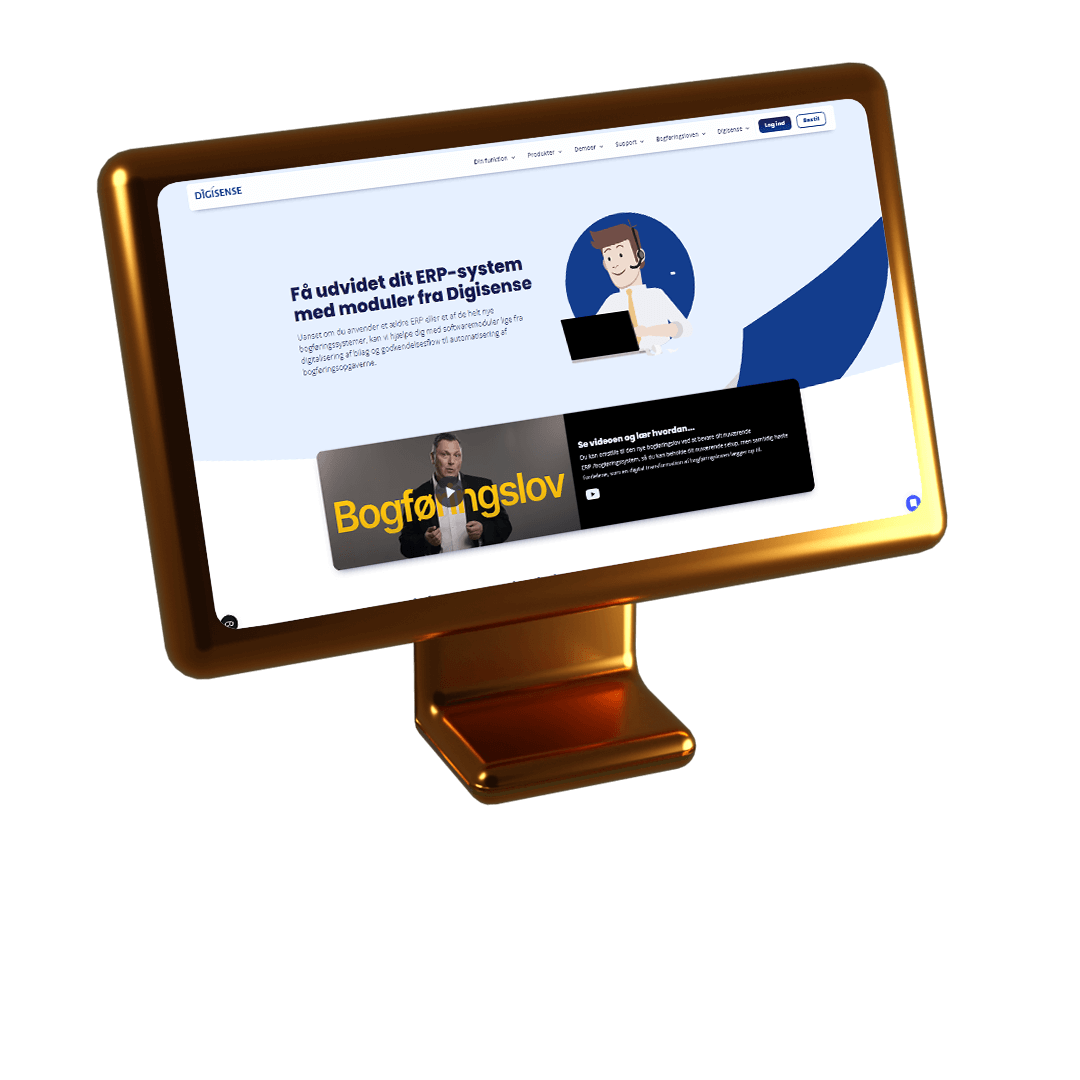 DIGISENSE
Din funktion
Produkter
Demoer
Support
Bogføringsloven
Digisense
Log ind
Bestil
Få udvidet dit ERP-system
med moduler fra Digisense
Uanset om du anvender et ældre ERP eller et af de helt nye
bogføringssystemer, kan vi hjælpe dig med softwaremoduler lige fra
digitalisering af bilag og godkendelsesflow til automatisering af
bogføringsopgaverne.
Bogføringslov
Se videoen og lær hvordan...
Du kan omstille til den nye bogføringslov ved at bevare dit nuværende
ERP-/bogføringssystem, så du kan beholde dit nuværende setup, men samtidig høste
fordelene, som en digital transformation af bogføringsloven lægger op til.